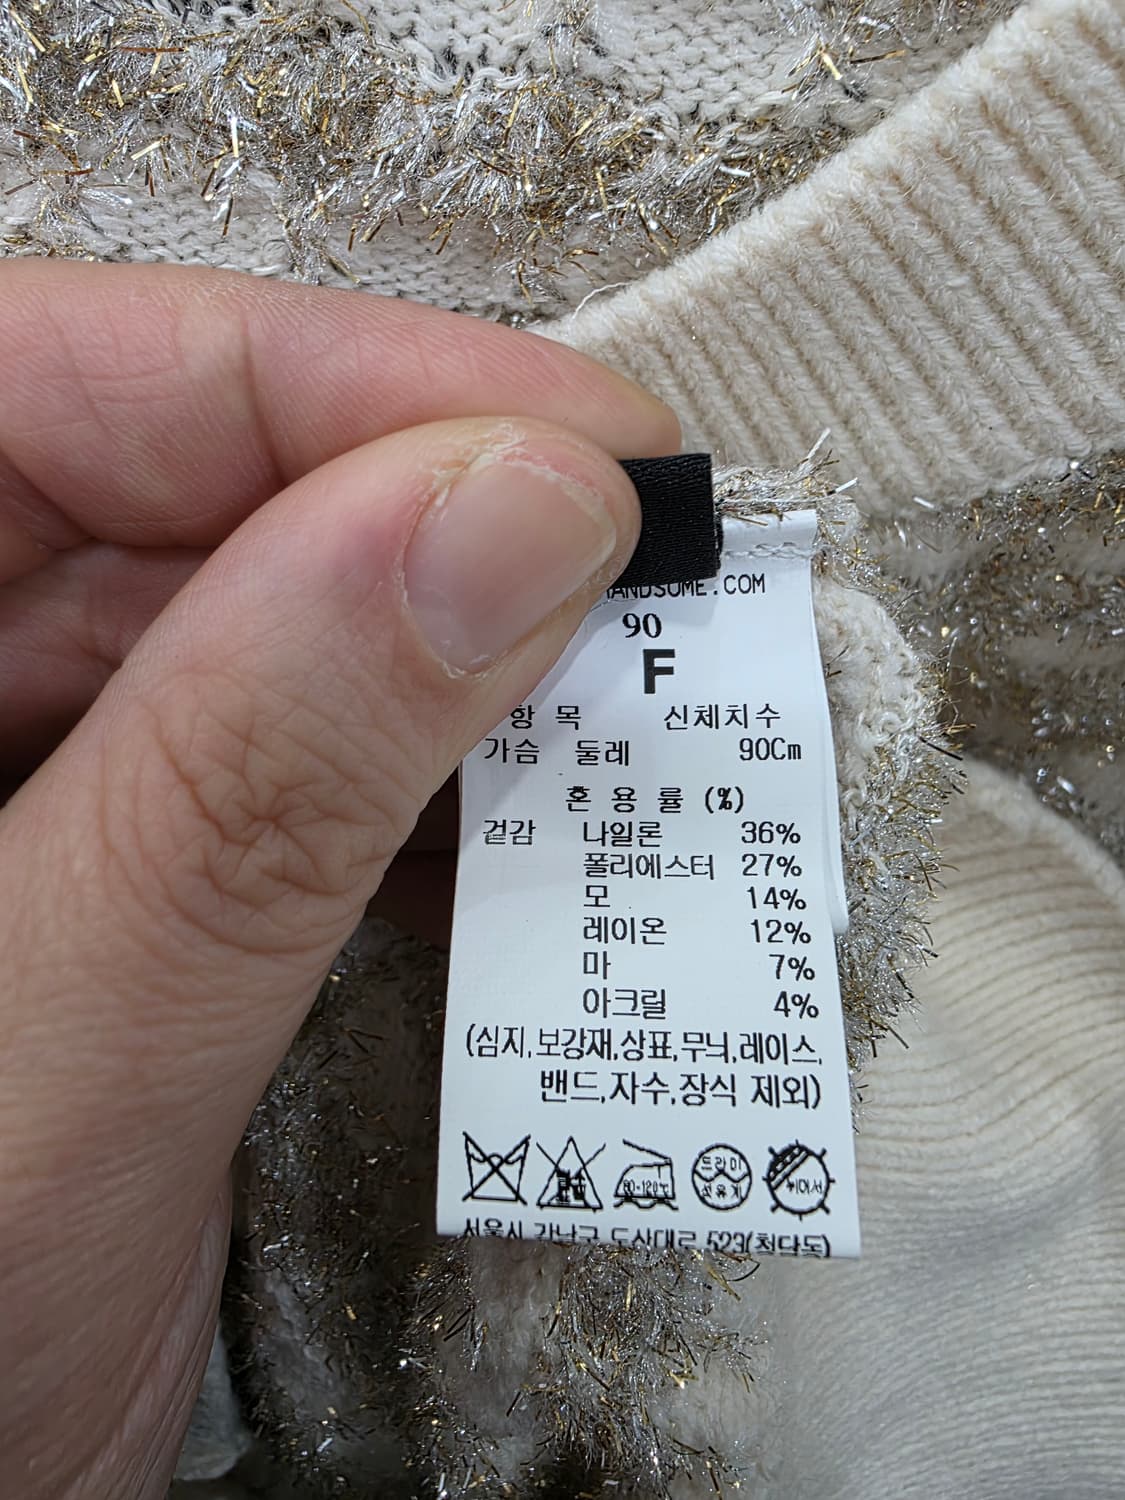 HANDSOME.COM
90
F
항 목 신체치수
가슴 둘레 90Cm
혼 용 률 (%)
겉감 나일론 36%
폴리에스터 27%
모 14%
레이온 12%
마 7%
아크릴 4%
(심지,보강재,상표,무늬,레이스,
밴드,자수,장식 제외)
80-120℃
드라이
석유계
뉘어서
서울시 강남구 도산대로 523(청담동)